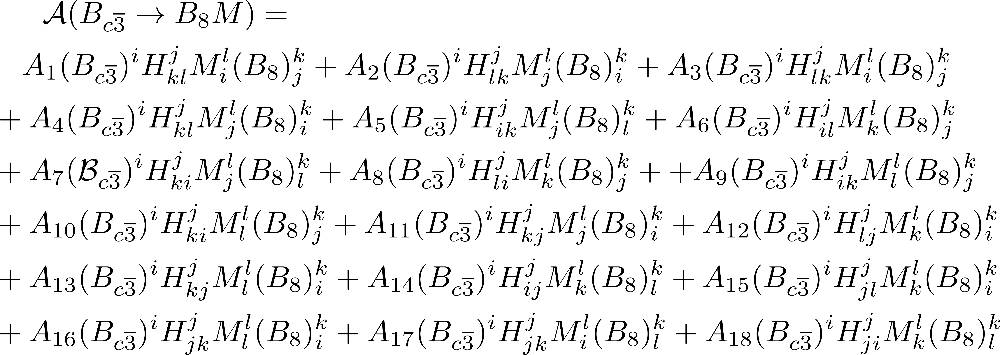 \mathcal{A}(B_{c\overline{3}} \to B_8 M) =
A_1(B_{c\overline{3}})^i H^j_{kl} M^l_i (B_8)^k_j + A_2(B_{c\overline{3}})^i H^j_{lk} M^l_j (B_8)^k_i + A_3(B_{c\overline{3}})^i H^j_{lk} M^l_i (B_8)^k_j
+ A_4(B_{c\overline{3}})^i H^j_{kl} M^l_j (B_8)^k_i + A_5(B_{c\overline{3}})^i H^j_{ik} M^l_j (B_8)^k_l + A_6(B_{c\overline{3}})^i H^j_{il} M^l_k (B_8)^k_j
+ A_7(\mathcal{B}_{c\overline{3}})^i H^j_{ki} M^l_j (B_8)^k_l + A_8(B_{c\overline{3}})^i H^j_{li} M^l_k (B_8)^k_j + +A_9(B_{c\overline{3}})^i H^j_{ik} M^l_l (B_8)^k_j
+ A_{10}(B_{c\overline{3}})^i H^j_{ki} M^l_l (B_8)^k_j + A_{11}(B_{c\overline{3}})^i H^j_{kj} M^l_j (B_8)^k_i + A_{12}(B_{c\overline{3}})^i H^j_{lj} M^l_k (B_8)^k_i
+ A_{13}(B_{c\overline{3}})^i H^j_{kj} M^l_l (B_8)^k_i + A_{14}(B_{c\overline{3}})^i H^j_{ij} M^l_k (B_8)^k_l + A_{15}(B_{c\overline{3}})^i H^j_{jl} M^l_k (B_8)^k_i
+ A_{16}(B_{c\overline{3}})^i H^j_{jk} M^l_l (B_8)^k_i + A_{17}(B_{c\overline{3}})^i H^j_{jk} M^l_i (B_8)^k_l + A_{18}(B_{c\overline{3}})^i H^j_{ji} M^l_k (B_8)^k_l